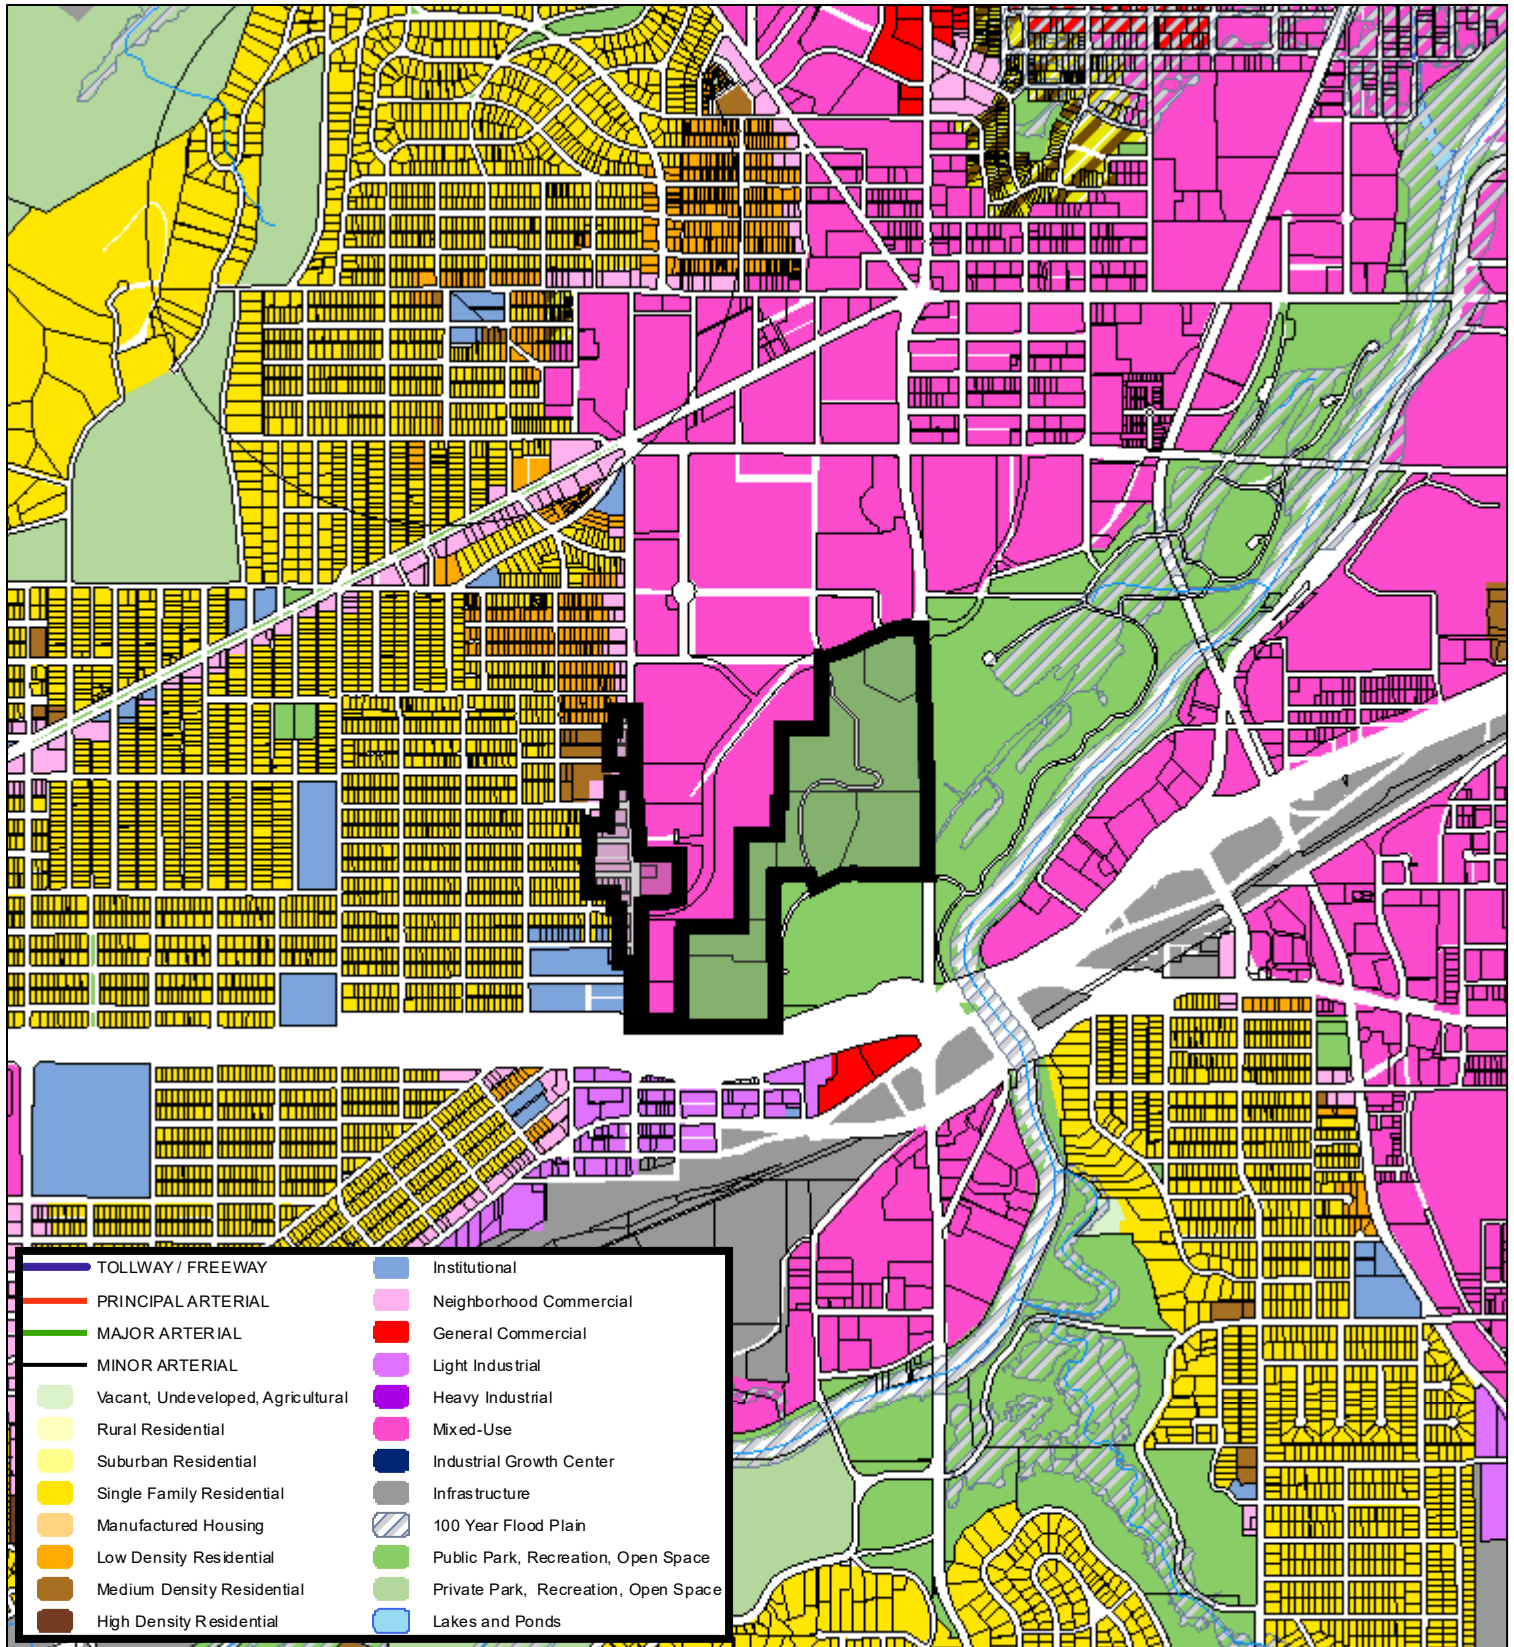 TOLLWAY / FREEWAY
PRINCIPAL ARTERIAL
MAJOR ARTERIAL
MINOR ARTERIAL
Vacant, Undeveloped, Agricultural
Rural Residential
Suburban Residential
Single Family Residential
Manufactured Housing
Low Density Residential
Medium Density Residential
High Density Residential
Institutional
Neighborhood Commercial
General Commercial
Light Industrial
Heavy Industrial
Mixed-Use
Industrial Growth Center
Infrastructure
100 Year Flood Plain
Public Park, Recreation, Open Space
Private Park, Recreation, Open Space
Lakes and Ponds